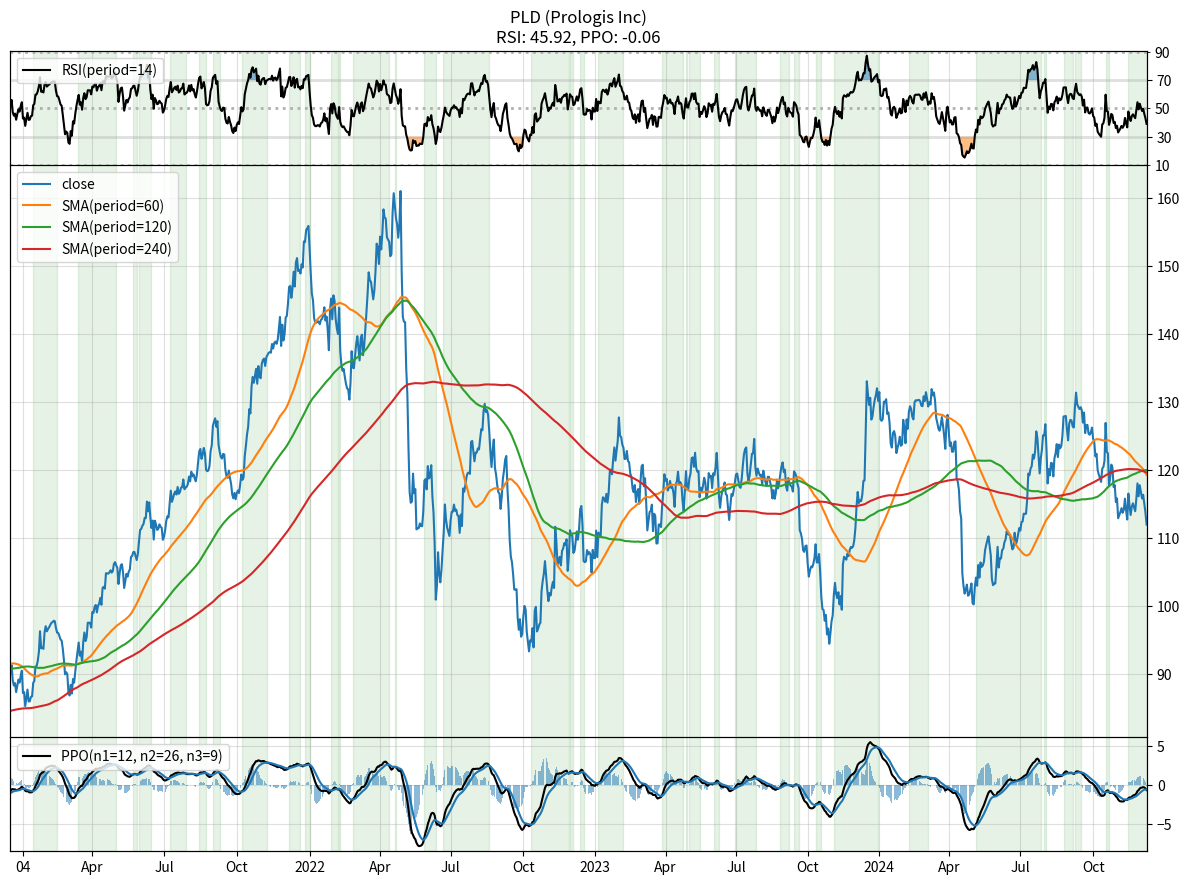 PLD (Prologis Inc)
RSI: 45.92, PPO: -0.06
RSI(period=14)
90
70
50
30
10
close
SMA(period=60)
SMA(period=120)
SMA(period=240)
160
150
140
130
120
110
100
90
PPO(n1=12, n2=26, n3=9)
5
0
−5
04 Apr Jul Oct 2022 Apr Jul Oct 2023 Apr Jul Oct 2024 Apr Jul Oct